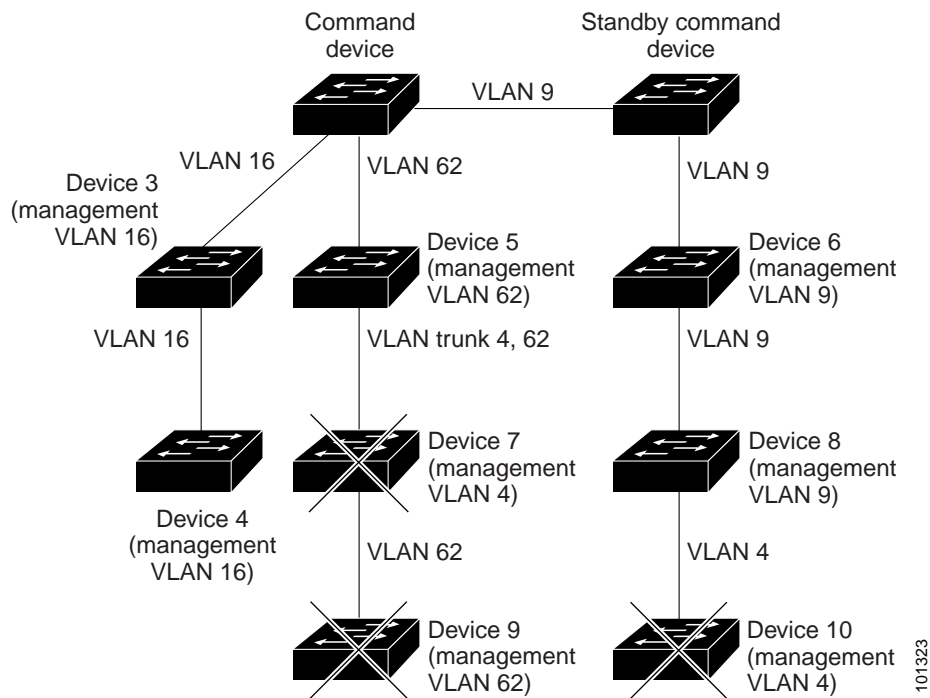 Command
device
Standby command
device
VLAN 9
VLAN 16
VLAN 62
VLAN 9
Device 3
(management
VLAN 16)
Device 5
(management
VLAN 62)
Device 6
(management
VLAN 9)
VLAN 16
VLAN trunk 4, 62
VLAN 9
Device 7
(management
VLAN 4)
Device 8
(management
VLAN 9)
Device 4
(management
VLAN 16)
VLAN 62
VLAN 4
Device 9
(management
VLAN 62)
Device 10
(management
VLAN 4)
101323